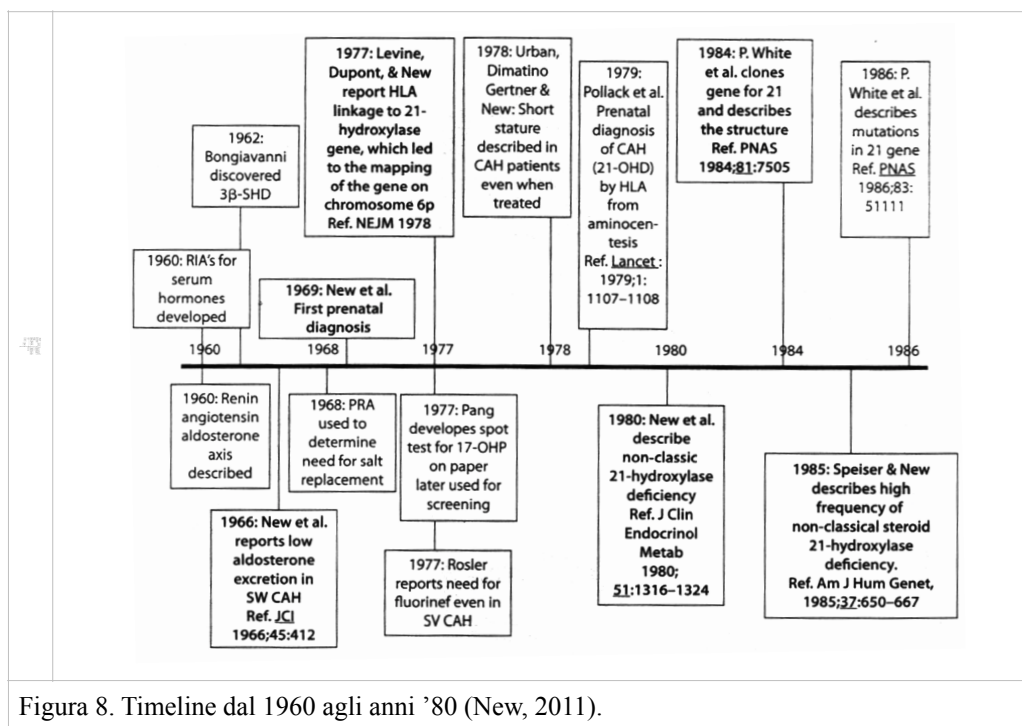 1977: Levine,
Dupont, & New
report HLA
linkage to 21-
hydroxylase
gene, which led
to the mapping
of the gene on
chromosome 6p
Ref. NEJM 1978
1978: Urban,
Dimatino
Gertner &
New: Short
stature
described in
CAH patients
even when
treated
1984: P. White
et al. clones
gene for 21
and describes
the structure
Ref. PNAS
1984;81:7505
1979:
Pollack et al.
Prenatal
diagnosis
of CAH
(21-OHD)
by HLA
from
aminocen-
tesis
Ref. Lancet :
1979;1:
1107–1108
1986: P.
White et al.
describes
mutations
in 21 gene
Ref. PNAS
1986;83:
51111
1962:
Bongiavanni
discovered
3β-SHD
1960: RIA's for
serum
hormones
developed
1969: New et al.
First prenatal
diagnosis
1960
1968
1977
1978
1980
1984
1986
1960: Renin
angiotensin
aldosterone
axis
described
1968: PRA
used to
determine
need for salt
replacement
1977: Pang
developes spot
test for 17-OHP
on paper
later used for
screening
1980: New et al.
describe
non-classic
21-hydroxylase
deficiency
Ref. J Clin
Endocrinol
Metab
1980;
51:1316–1324
1985: Speiser & New
describes high
frequency of
non-classical steroid
21-hydroxylase
deficiency.
Ref. Am J Hum Genet,
1985;37:650–667
1966: New et al.
reports low
aldosterone
excretion in
SW CAH
Ref. JCI
1966;45:412
1977: Rosler
reports need for
fluorinef even in
SV CAH
Figura 8. Timeline dal 1960 agli anni ’80 (New, 2011).